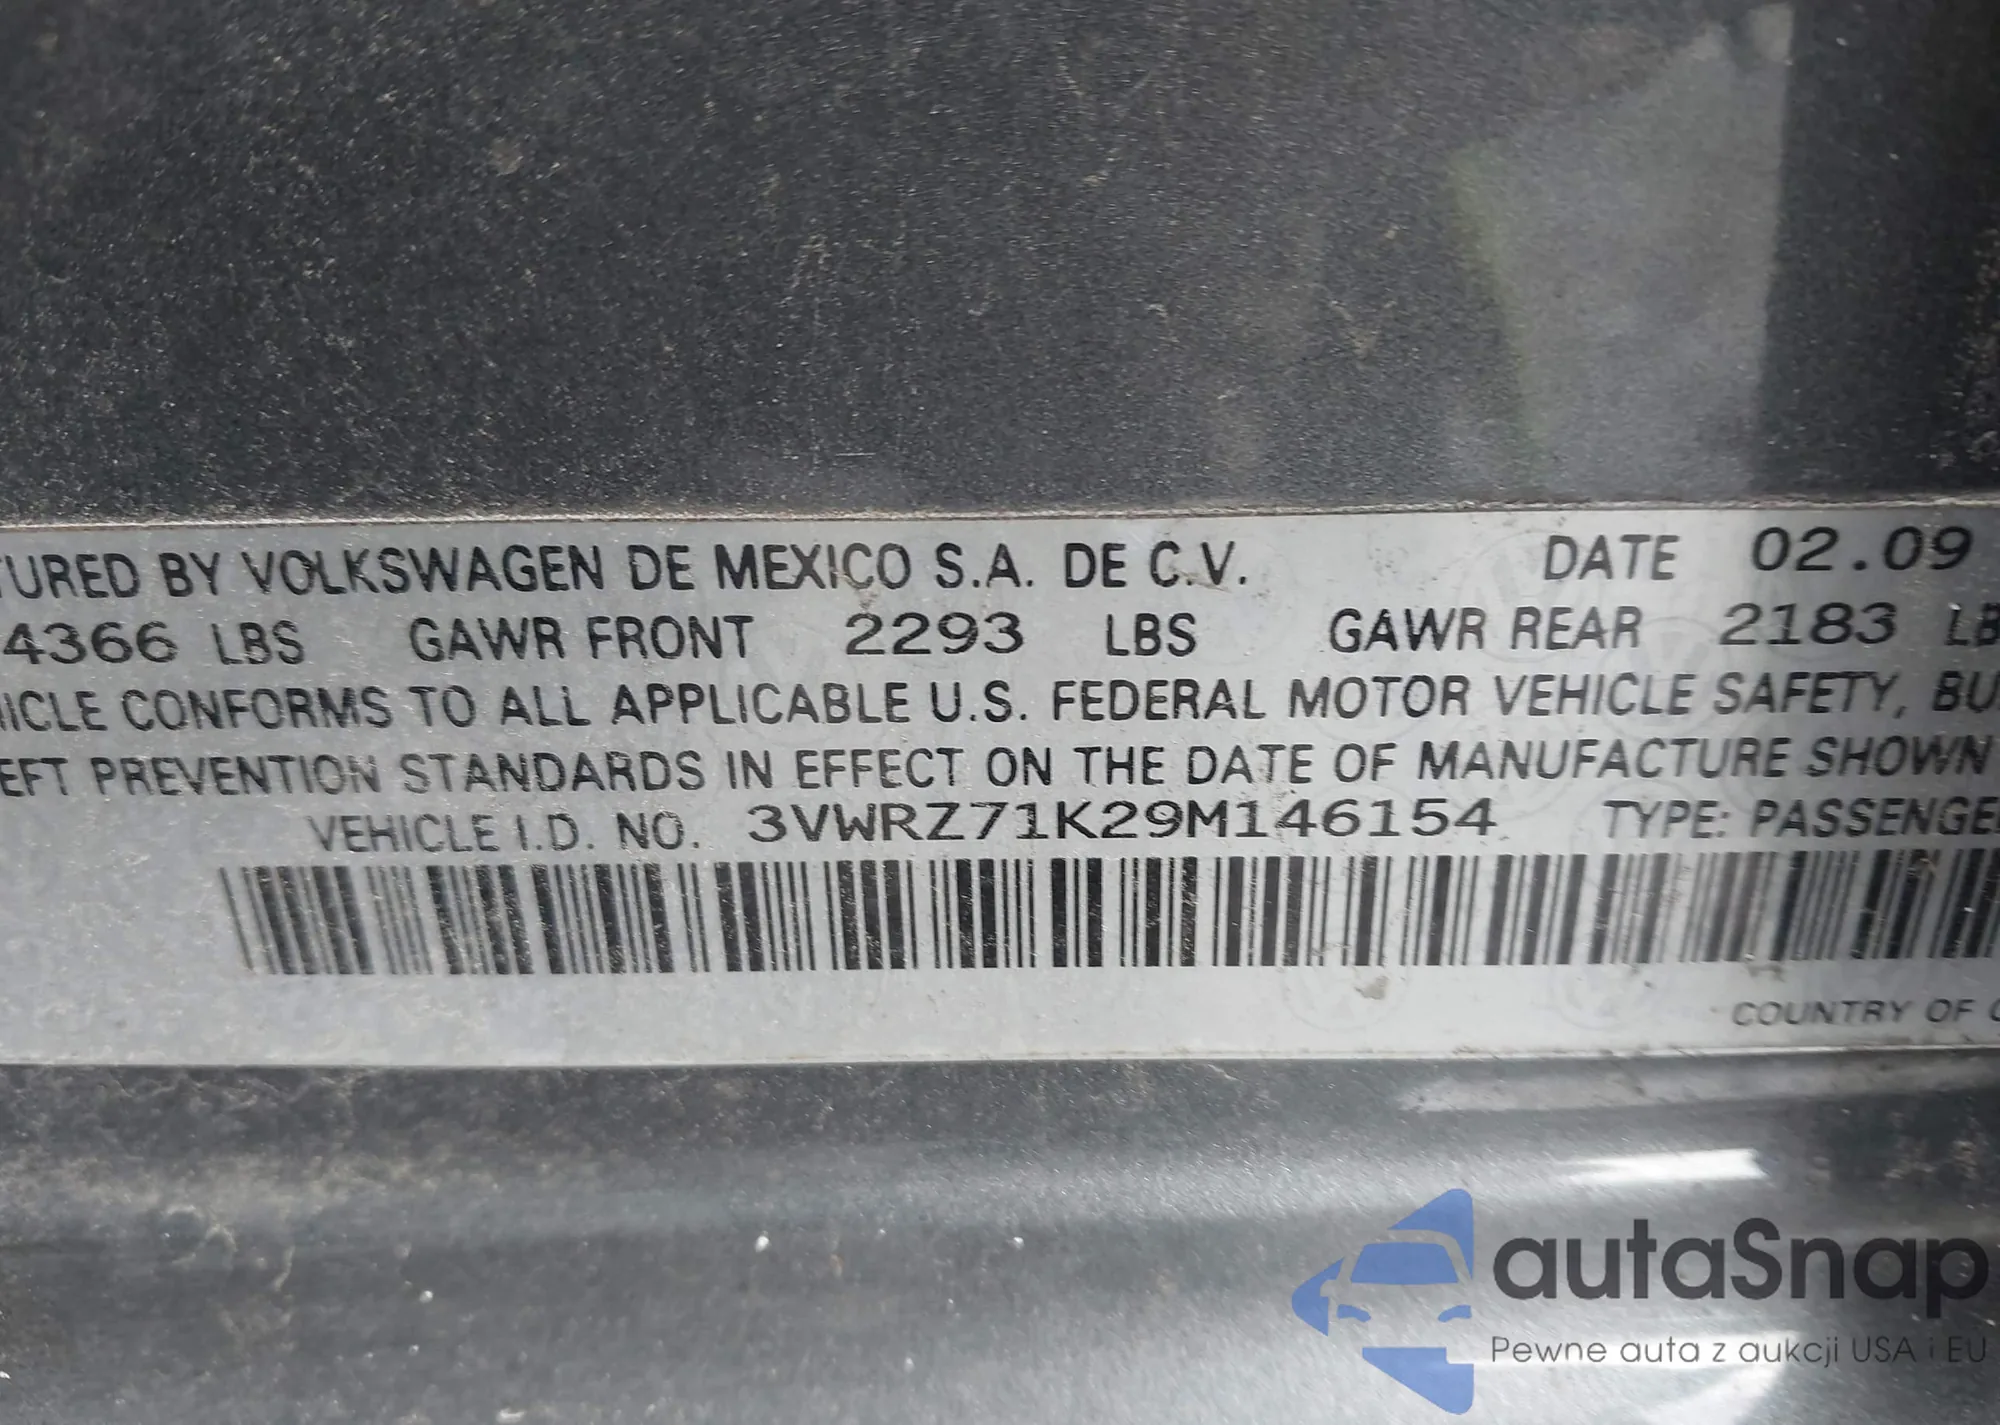 TURED BY VOLKSWAGEN DE MEXICO S.A. DE C.V. DATE 02.09
4366 LBS GAWR FRONT 2293 LBS GAWR REAR 2183 LB
ICLE CONFORMS TO ALL APPLICABLE U.S. FEDERAL MOTOR VEHICLE SAFETY, BU
EFT PREVENTION STANDARDS IN EFFECT ON THE DATE OF MANUFACTURE SHOWN
VEHICLE I.D. NO. 3VWRZ71K29M146154 TYPE: PASSENGE
COUNTRY OF
autaSnap
Pewne auta z aukcji USA i EU